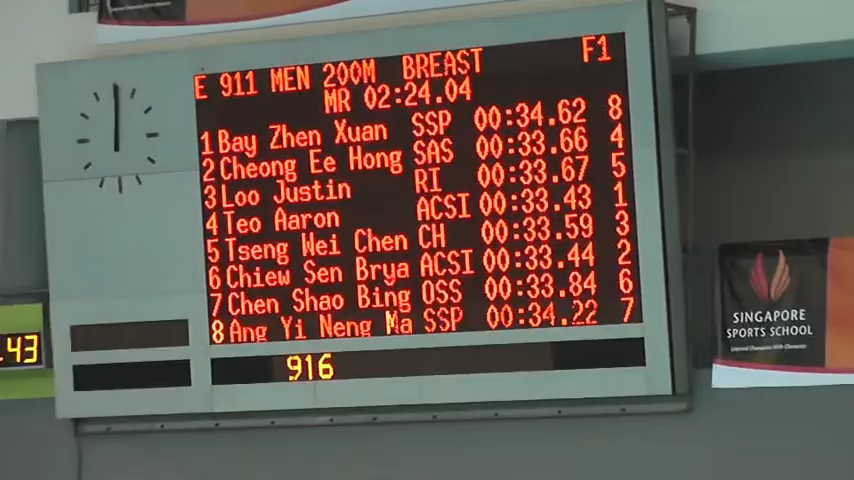 E 911 MEN 200M BREAST F1
MR 02:24.04
1 Bay Zhen Xuan SSP 00:34.62 8
2 Cheong Ee Hong SAS 00:33.66 4
3 Loo Justin RI 00:33.67 5
4 Teo Aaron ACSI 00:33.43 1
5 Tseng Wei Chen CH 00:33.59 3
6 Chiew Sen Brya ACSI 00:33.44 2
7 Chen Shao Bing OSS 00:33.84 6
8 Ang Yi Neng Ma SSP 00:34.22 7
916
.43
SINGAPORE
SPORTS SCHOOL